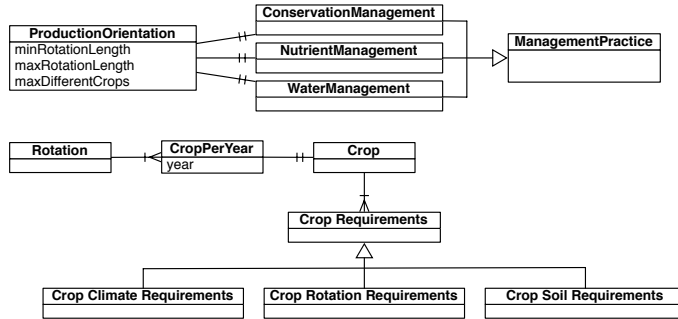 ProductionOrientation
minRotationLength
maxRotationLength
maxDifferentCrops
ConservationManagement
NutrientManagement
WaterManagement
ManagementPractice
Rotation
CropPerYear
year
Crop
Crop Requirements
Crop Climate Requirements
Crop Rotation Requirements
Crop Soil Requirements